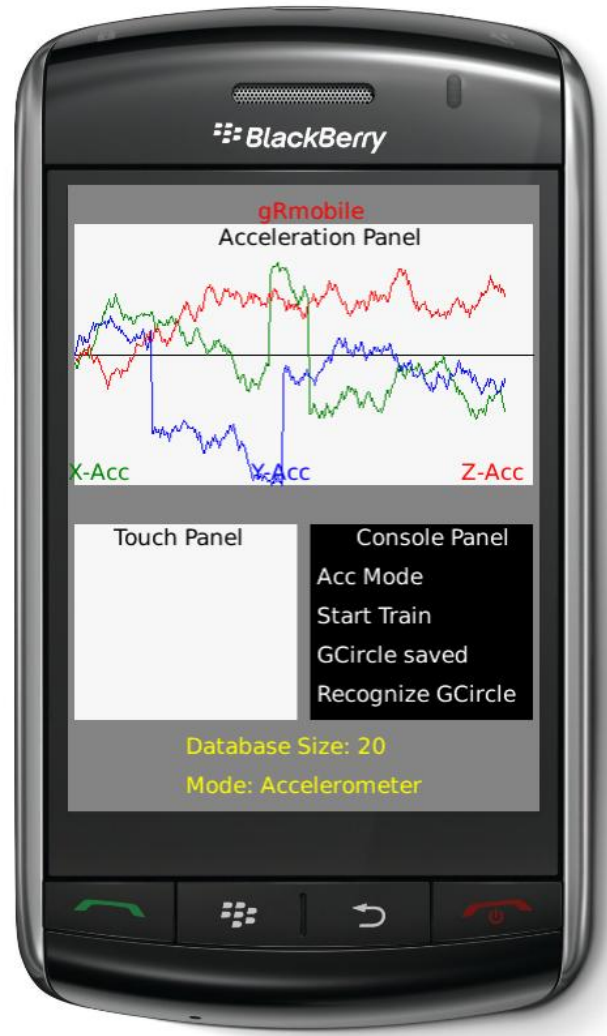 BlackBerry
gRmobile
Acceleration Panel
X-Acc Y-Acc Z-Acc
Touch Panel
Console Panel
Acc Mode
Start Train
GCircle saved
Recognize GCircle
Database Size: 20
Mode: Accelerometer